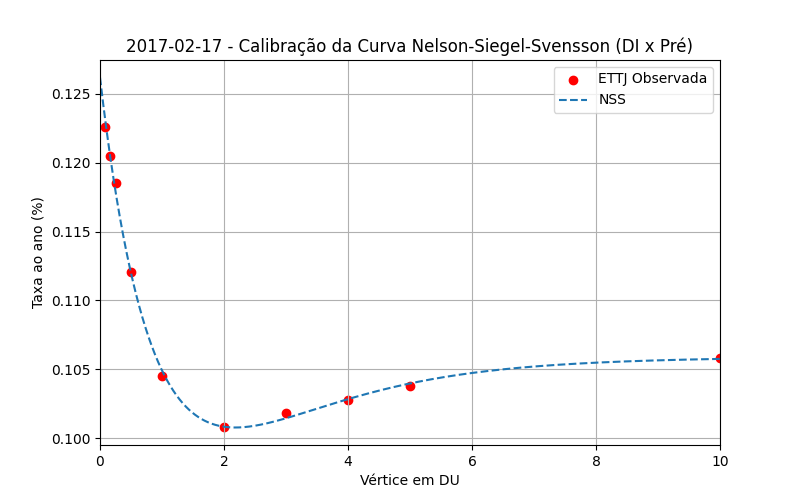 2017-02-17 - Calibração da Curva Nelson-Siegel-Svensson (DI x Pré)
ETTJ Observada
NSS
Taxa ao ano (%)
0.125
0.120
0.115
0.110
0.105
0.100
0 2 4 6 8 10
Vértice em DU